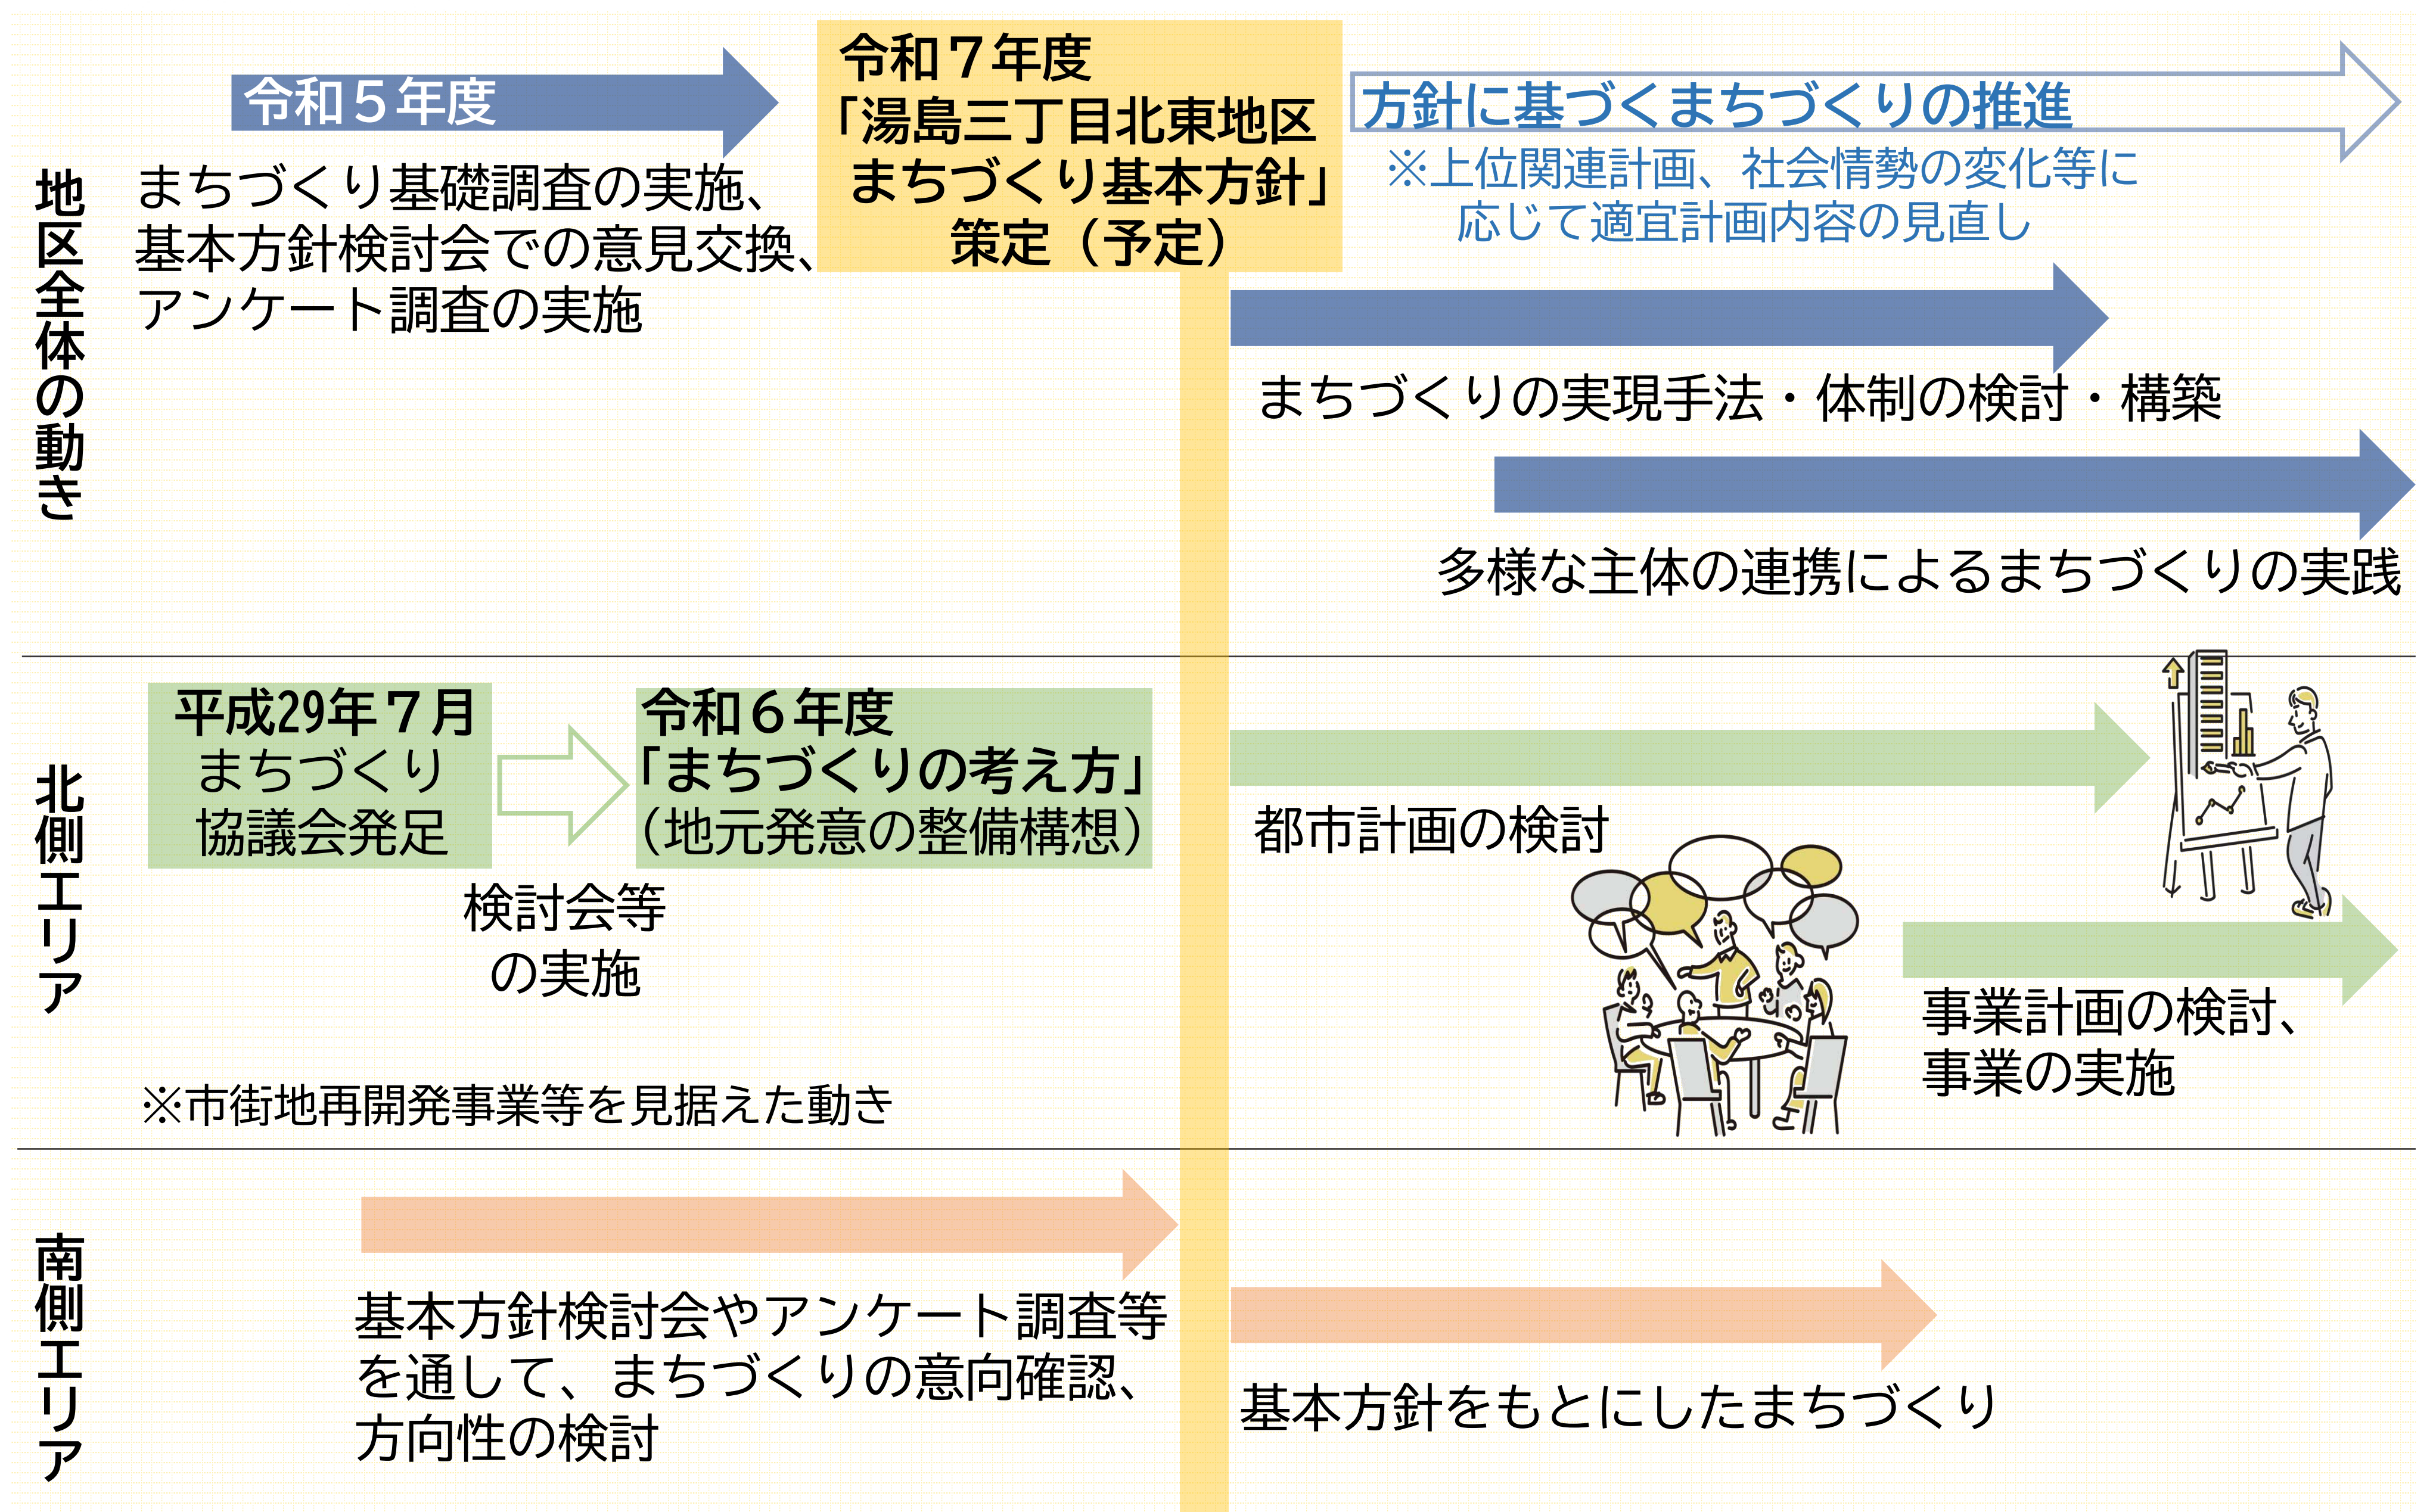 地区全体の動き
令和５年度
まちづくり基礎調査の実施、
基本方針検討会での意見交換、
アンケート調査の実施
令和７年度
「湯島三丁目北東地区
まちづくり基本方針」
策定（予定）
方針に基づくまちづくりの推進
※上位関連計画、社会情勢の変化等に
応じて適宜計画内容の見直し
まちづくりの実現手法・体制の検討・構築
多様な主体の連携によるまちづくりの実践
北側エリア
平成29年７月
まちづくり
協議会発足
検討会等
の実施
令和６年度
「まちづくりの考え方」
（地元発意の整備構想）
※市街地再開発事業等を見据えた動き
都市計画の検討
事業計画の検討、
事業の実施
南側エリア
基本方針検討会やアンケート調査等
を通して、まちづくりの意向確認、
方向性の検討
基本方針をもとにしたまちづくり